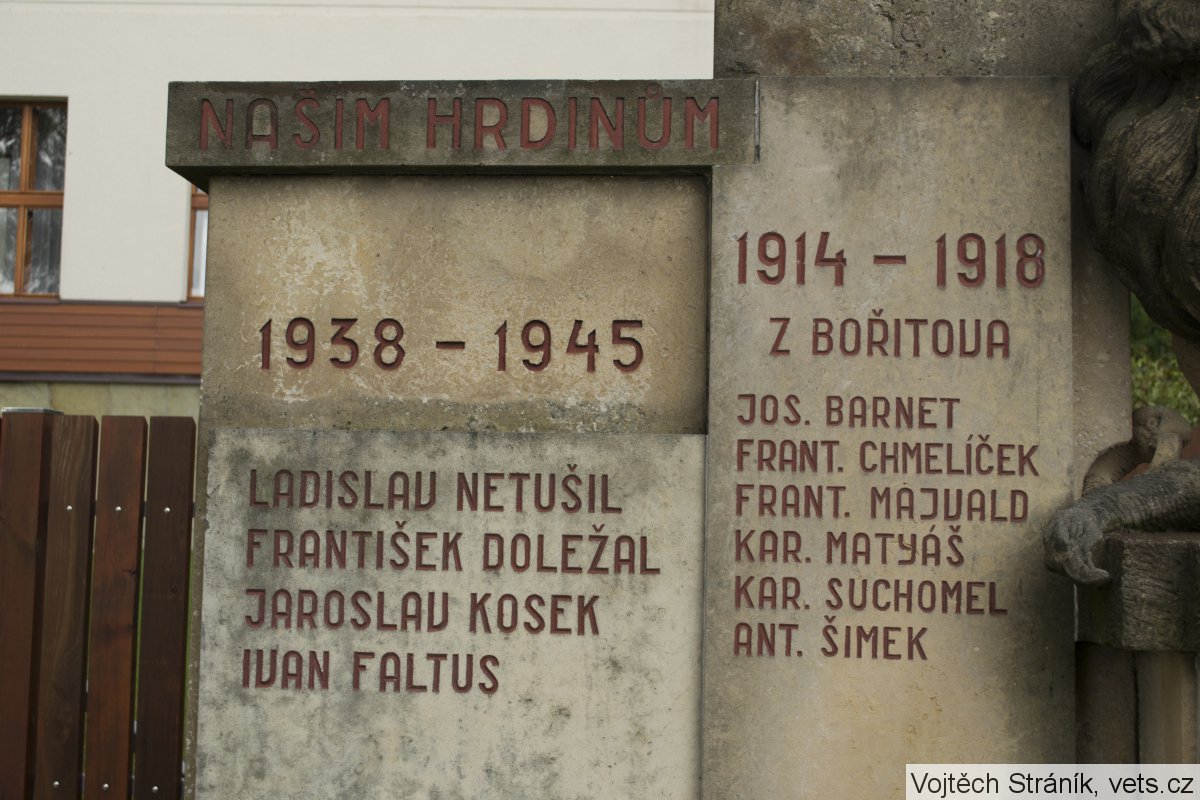 NAŠIM HRDINŮM
1938 - 1945
LADISLAV NETUŠIL
FRANTIŠEK DOLEŽAL
JAROSLAV KOSEK
IVAN FALTUS
1914 - 1918
Z BOŘITOVA
JOS. BARNET
FRANT. CHMELÍČEK
FRANT. MAJVALD
KAR. MATYÁŠ
KAR. SUCHOMEL
ANT. ŠIMEK
Vojtěch Stráník, vets.cz